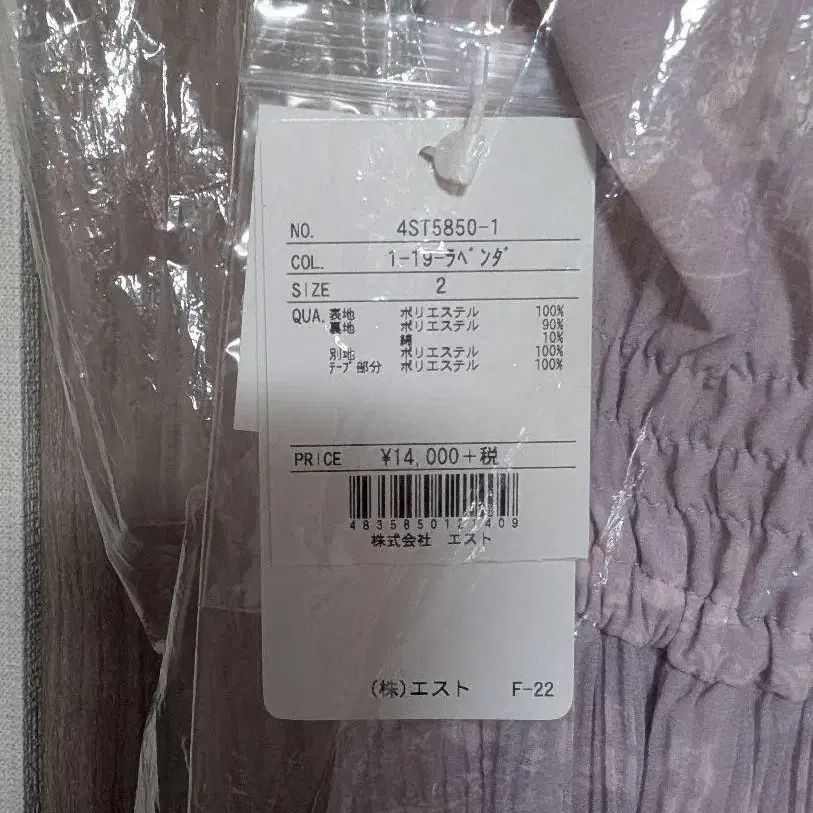 NO. 4ST5850-1
COL. 1-19-ラベンダ
SIZE 2
QUA. 表地 ポリエステル 100%
裏地 ポリエステル 90%
綿 10%
別地 ポリエステル 100%
テープ部分 ポリエステル 100%
PRICE ¥14,000+税
4835850121409
株式会社 エスト
(株)エスト F-22